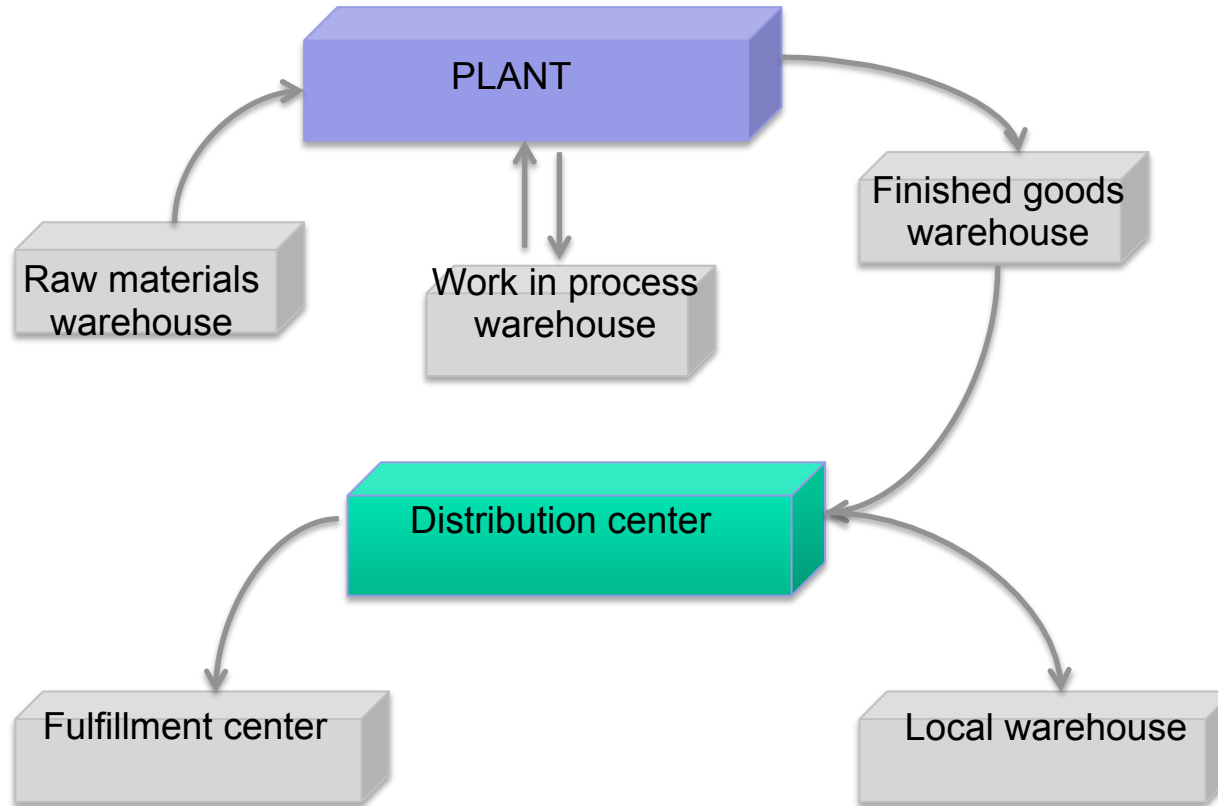 PLANT
Finished goods
warehouse
Raw materials
warehouse
Work in process
warehouse
Distribution center
Fulfillment center
Local warehouse